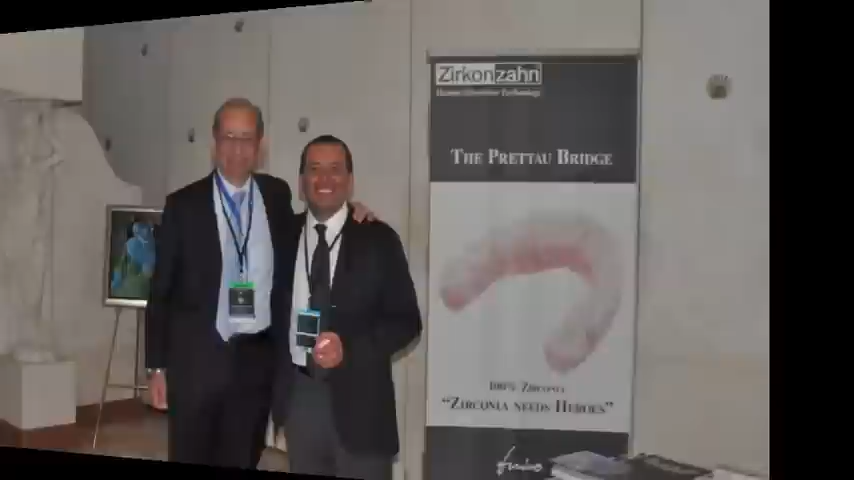 Zirkonzahn
Human Zirconium Technology
THE PRETTAU BRIDGE
100% ZIRCONIA
"ZIRCONIA NEEDS HEROES"